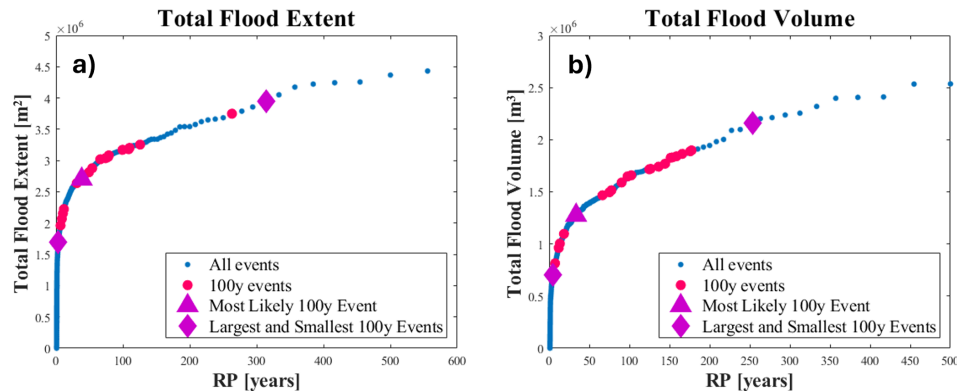 Total Flood Extent
×10⁶
a)
5
4.5
4
3.5
3
2.5
2
1.5
1
0.5
0
Total Flood Extent [m²]
0 100 200 300 400 500 600
RP [years]
All events
100y events
Most Likely 100y Event
Largest and Smallest 100y Events
Total Flood Volume
×10⁶
b)
3
2.5
2
1.5
1
0.5
0
Total Flood Volume [m³]
0 50 100 150 200 250 300 350 400 450 500
RP [years]
All events
100y events
Most Likely 100y Event
Largest and Smallest 100y Events